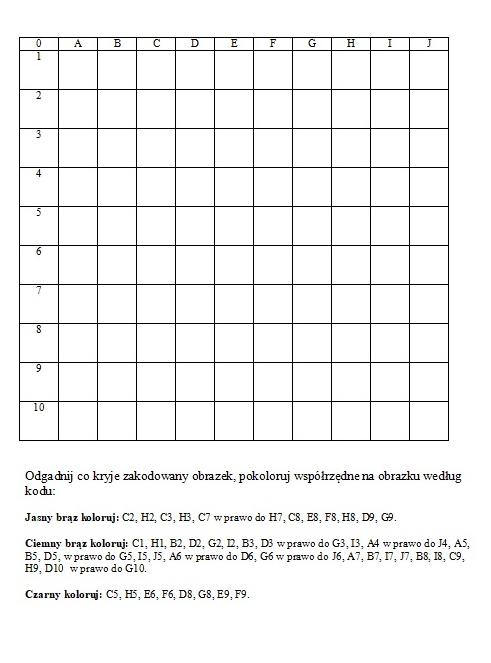 0 A B C D E F G H I J
1
2
3
4
5
6
7
8
9
10
Odgadnij co kryje zakodowany obrazek, pokoloruj współrzędne na obrazku według
kodu:
Jasny brąz koloruj: C2, H2, C3, H3, C7 w prawo do H7, C8, E8, F8, H8, D9, G9.
Ciemny brąz koloruj: C1, H1, B2, D2, G2, I2, B3, D3 w prawo do G3, I3, A4 w prawo do J4, A5,
B5, D5, w prawo do G5, I5, J5, A6 w prawo do D6, G6 w prawo do J6, A7, B7, I7, J7, B8, I8, C9,
H9, D10 w prawo do G10.
Czarny koloruj: C5, H5, E6, F6, D8, G8, E9, F9.